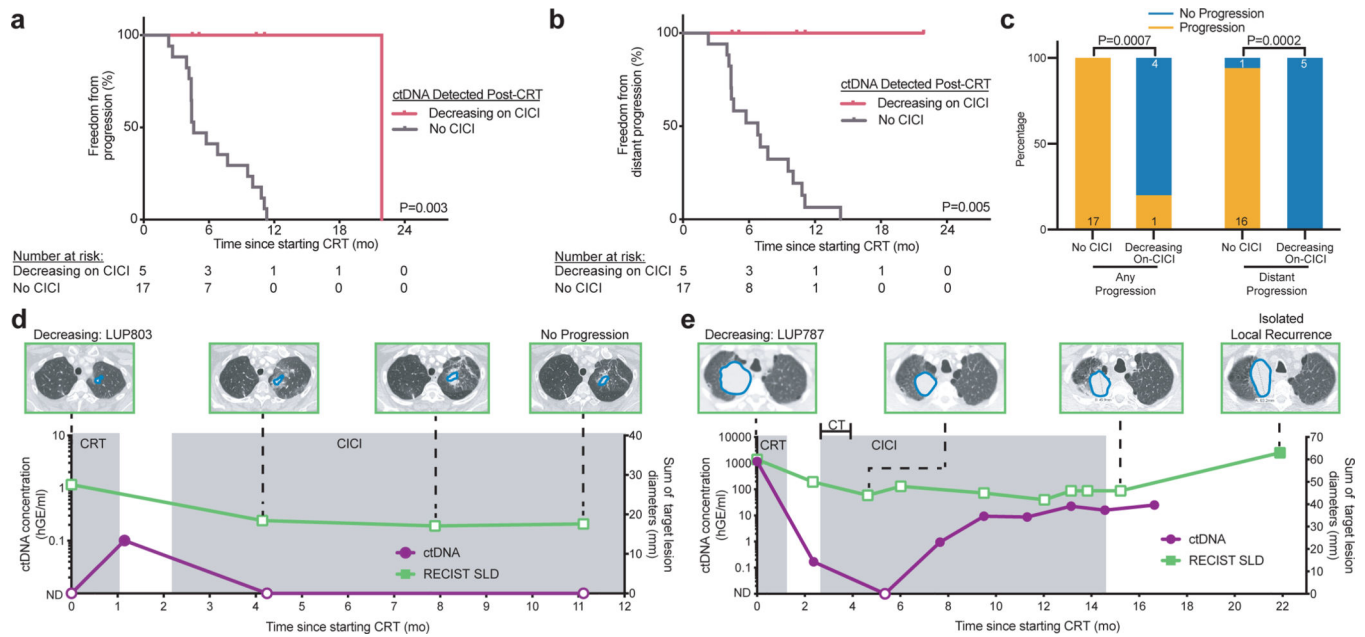 a
Freedom from
progression (%)
100
50
0
0 6 12 18 24
Time since starting CRT (mo)
ctDNA Detected Post-CRT
Decreasing on CICI
No CICI
P=0.003
Number at risk:
Decreasing on CICI 5 3 1 1 0
No CICI 17 7 0 0 0
b
Freedom from
distant progression (%)
100
50
0
0 6 12 18 24
Time since starting CRT (mo)
ctDNA Detected Post-CRT
Decreasing on CICI
No CICI
P=0.005
Number at risk:
Decreasing on CICI 5 3 1 1 0
No CICI 17 8 1 0 0
c
No Progression
Progression
P=0.0007 P=0.0002
Percentage
100
50
0
4 1 5
17 1 16
No CICI Decreasing On-CICI No CICI Decreasing On-CICI
Any Progression
Distant Progression
d
Decreasing: LUP803
No Progression
CRT CICI
ctDNA concentration
(hGE/ml)
10
1
0.1
ND
Sum of target lesion
diameters (mm)
40
30
20
10
0
ctDNA
RECIST SLD
0 1 2 3 4 5 6 7 8 9 10 11 12
Time since starting CRT (mo)
e
Decreasing: LUP787
Isolated
Local Recurrence
CT
CRT CICI
ctDNA concentration
(hGE/ml)
10000
1000
100
10
1
0.1
ND
Sum of target lesion
diameters (mm)
70
60
50
40
30
20
10
0
ctDNA
RECIST SLD
0 2 4 6 8 10 12 14 16 18 20 22
Time since starting CRT (mo)